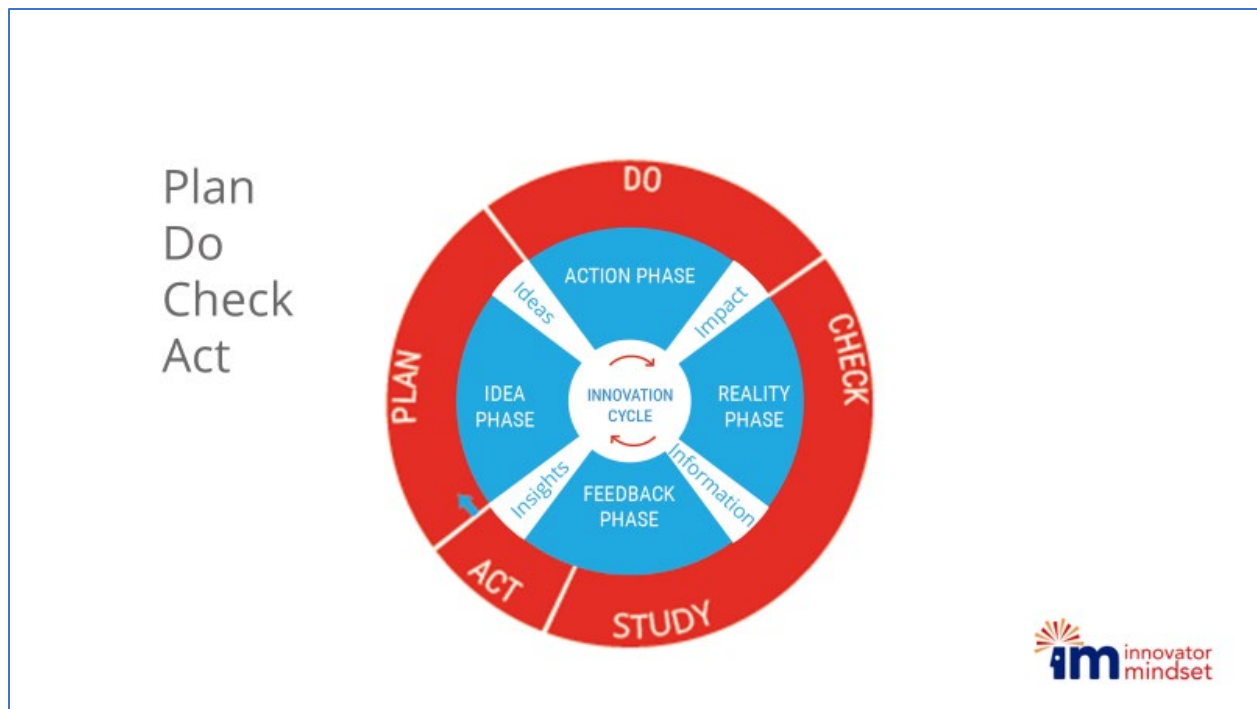 Plan
Do
Check
Act
DO
CHECK
STUDY
ACT
PLAN
ACTION PHASE
Impact
REALITY
PHASE
Information
FEEDBACK
PHASE
Insights
IDEA
PHASE
Ideas
INNOVATION
CYCLE
im
innovator
mindset